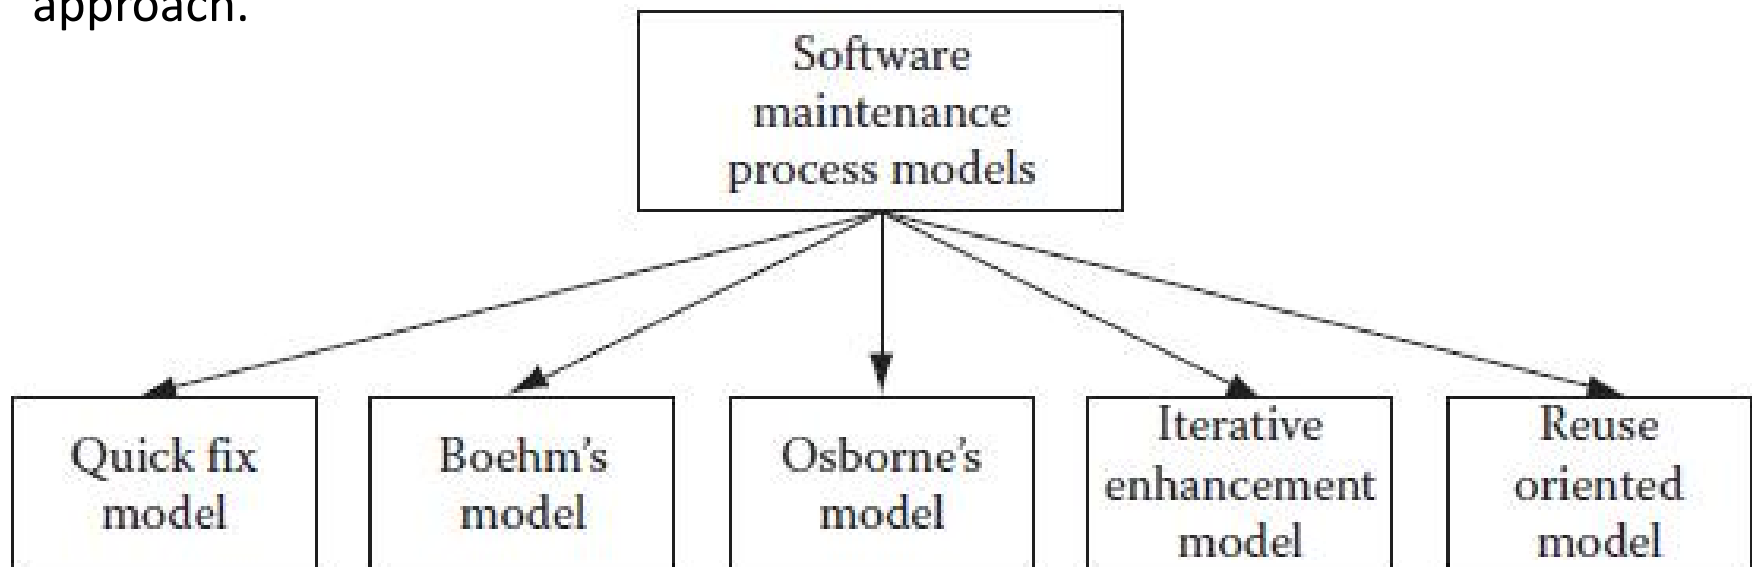 approach.
Software
maintenance
process models
Quick fix
model
Boehm's
model
Osborne's
model
Iterative
enhancement
model
Reuse
oriented
model